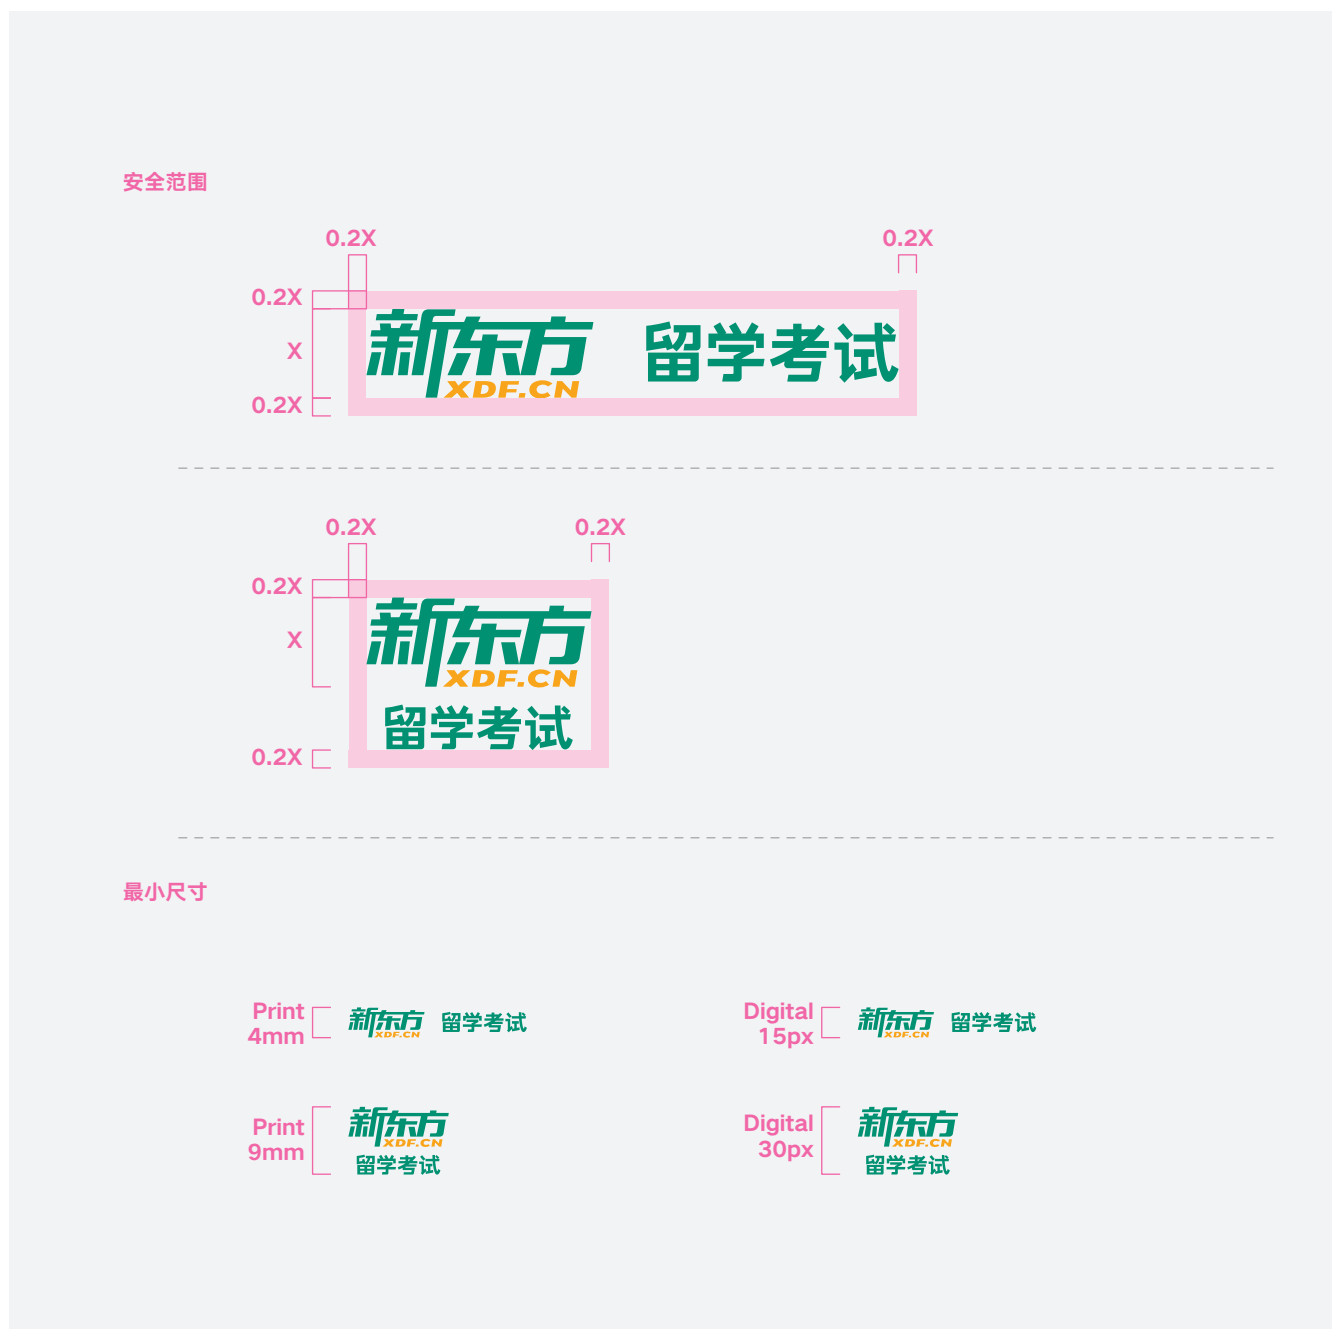 安全范围
0.2X 0.2X
0.2X
X
0.2X
新东方 留学考试
XDF.CN
0.2X 0.2X
0.2X
X
0.2X
新东方
XDF.CN
留学考试
最小尺寸
Print
4mm
新东方 留学考试
XDF.CN
Digital
15px
新东方 留学考试
XDF.CN
Print
9mm
新东方
XDF.CN
留学考试
Digital
30px
新东方
XDF.CN
留学考试